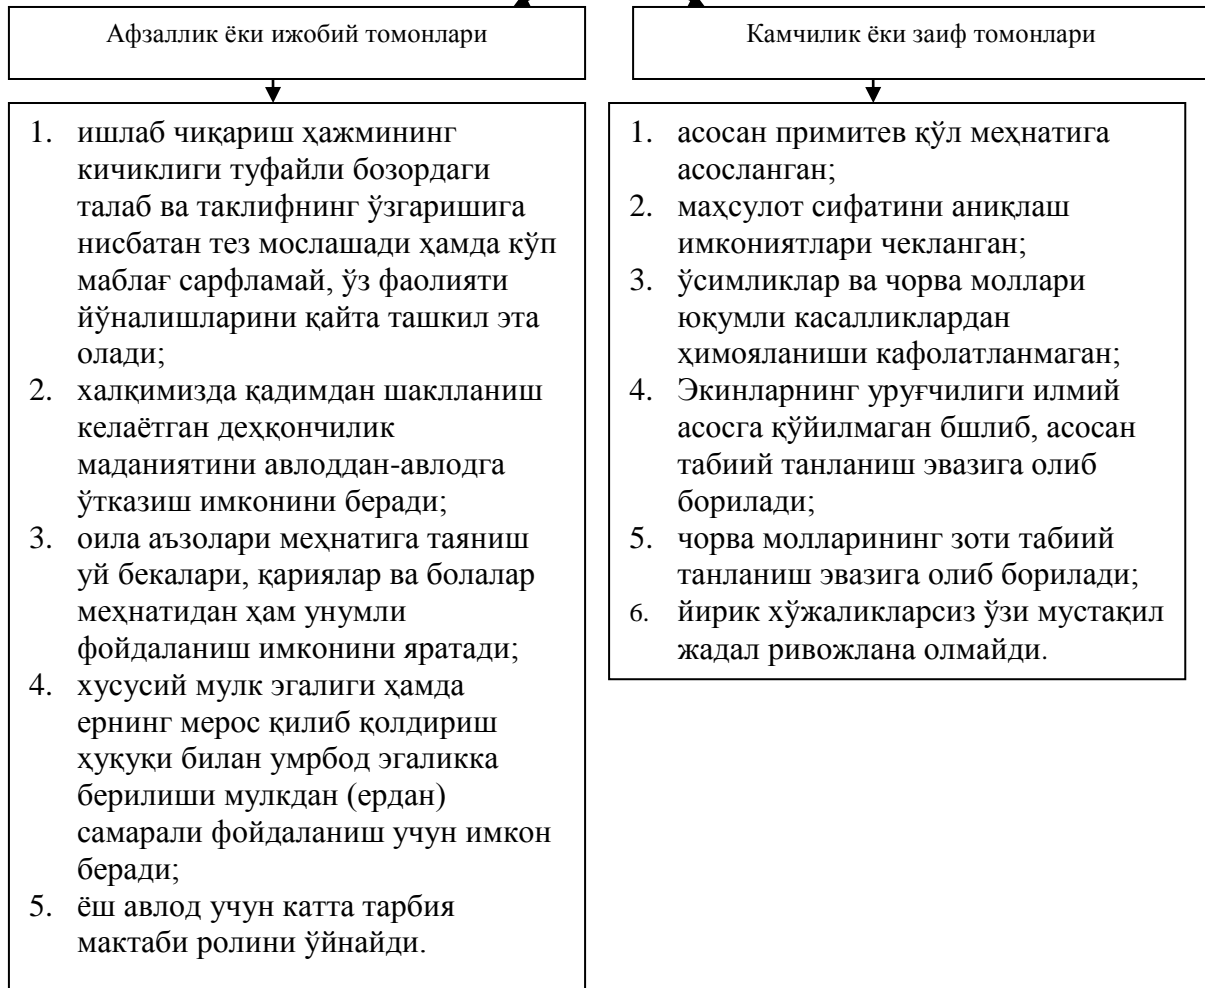 Афзаллик ёки ижобий томонлари
1. ишлаб чиқариш ҳажмининг
кичиклиги туфайли бозордаги
талаб ва таклифнинг ўзгаришига
нисбатан тез мослашади ҳамда кўп
маблағ сарфламай, ўз фаолияти
йўналишларини қайта ташкил эта
олади;
2. халқимизда қадимдан шаклланиш
келаётган деҳқончилик
маданиятини авлоддан-авлодга
ўтказиш имконини беради;
3. оила аъзолари меҳнатига таяниш
уй бекалари, қариялар ва болалар
меҳнатидан ҳам унумли
фойдаланиш имконини яратади;
4. хусусий мулк эгалиги ҳамда
ернинг мерос қилиб қолдириш
ҳуқуқи билан умрбод эгаликка
берилиши мулкдан (ердан)
самарали фойдаланиш учун имкон
беради;
5. ёш авлод учун катта тарбия
мактаби ролини ўйнайди.
Камчилик ёки заиф томонлари
1. асосан примитев қўл меҳнатига
асосланган;
2. маҳсулот сифатини аниқлаш
имкониятлари чекланган;
3. ўсимликлар ва чорва моллари
юқумли касалликлардан
ҳимояланиши кафолатланмаган;
4. Экинларнинг уруғчилиги илмий
асосга қўйилмаган бшлиб, асосан
табиий танланиш эвазига олиб
борилади;
5. чорва молларининг зоти табиий
танланиш эвазига олиб борилади;
6. йирик хўжаликларсиз ўзи мустақил
жадал ривожлана олмайди.